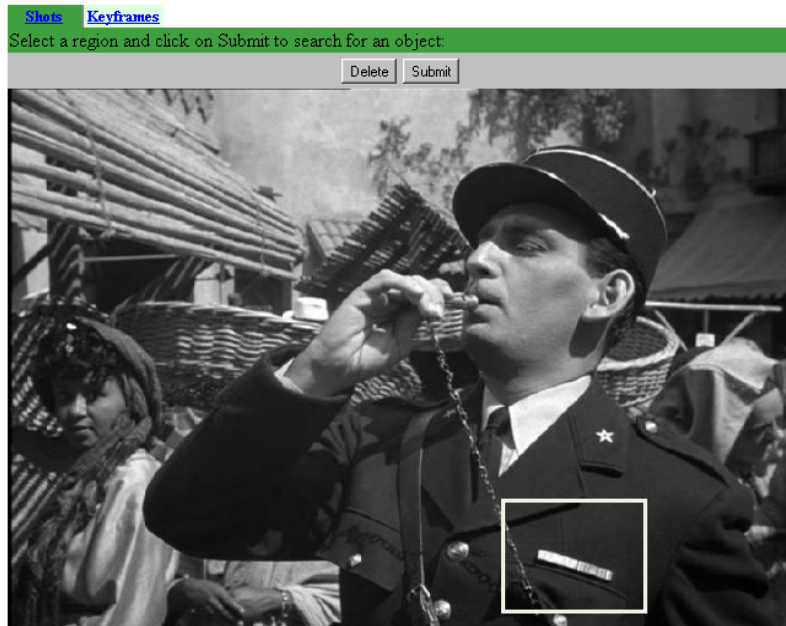 Shots Keyframes
Select a region and click on Submit to search for an object:
Delete Submit